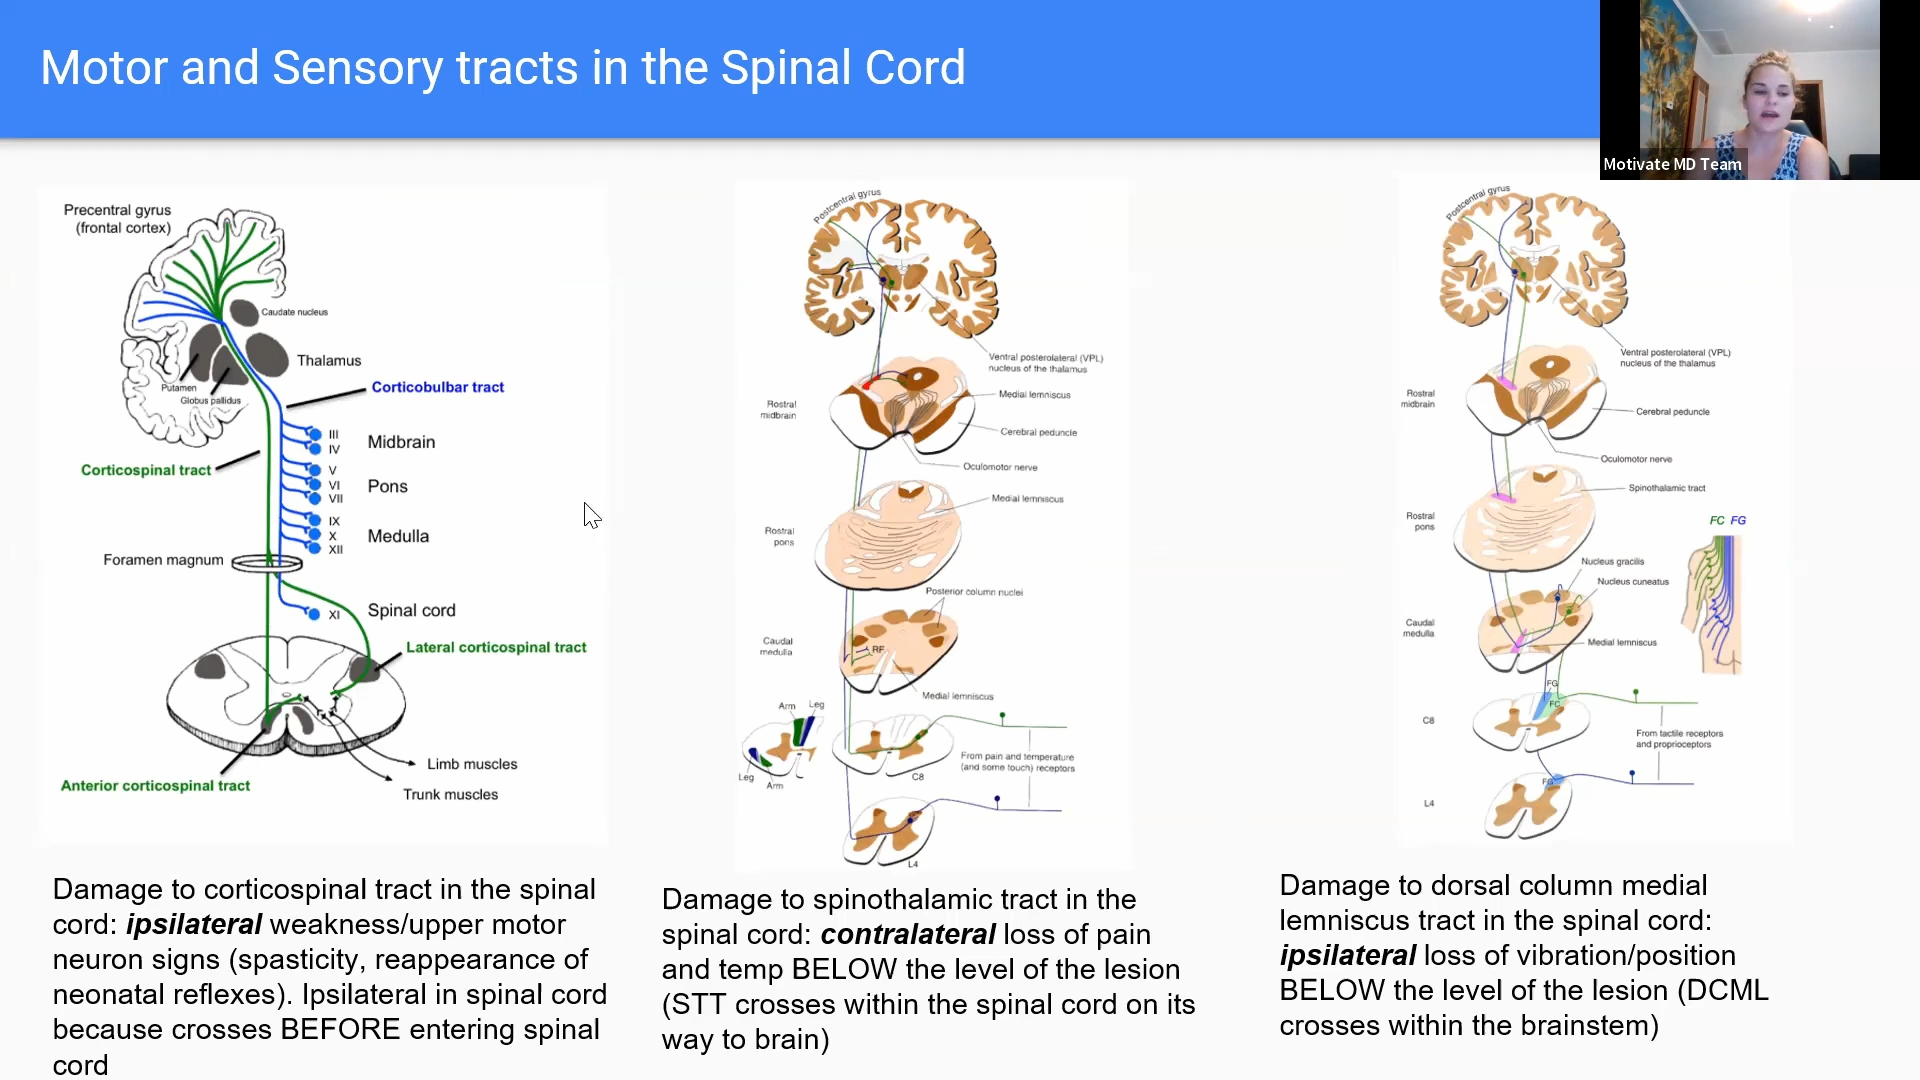 Motor and Sensory tracts in the Spinal Cord
Motivate MD Team
Precentral gyrus
(frontal cortex)
Caudate nucleus
Thalamus
Putamen
Globus pallidus
Corticobulbar tract
III
IV
Midbrain
Corticospinal tract
V
VI
VII
Pons
IX
X
XII
Medulla
Foramen magnum
XI
Spinal cord
Lateral corticospinal tract
Limb muscles
Anterior corticospinal tract
Trunk muscles
Damage to corticospinal tract in the spinal
cord: ipsilateral weakness/upper motor
neuron signs (spasticity, reappearance of
neonatal reflexes). Ipsilateral in spinal cord
because crosses BEFORE entering spinal
cord
Postcentral gyrus
Ventral posterolateral (VPL)
nucleus of the thalamus
Medial lemniscus
Rostral
midbrain
Cerebral peduncle
Oculomotor nerve
Medial lemniscus
Rostral
pons
Posterior column nuclei
Caudal
medulla
RF
Medial lemniscus
Arm
Leg
Leg
Arm
C8
From pain and temperature
(and some touch) receptors
L4
Damage to spinothalamic tract in the
spinal cord: contralateral loss of pain
and temp BELOW the level of the lesion
(STT crosses within the spinal cord on its
way to brain)
Postcentral gyrus
Ventral posterolateral (VPL)
nucleus of the thalamus
Rostral
midbrain
Cerebral peduncle
Oculomotor nerve
Spinothalamic tract
Rostral
pons
FC FG
Nucleus gracilis
Nucleus cuneatus
Caudal
medulla
Medial lemniscus
FG
FC
C8
From tactile receptors
and proprioceptors
FG
L4
Damage to dorsal column medial
lemniscus tract in the spinal cord:
ipsilateral loss of vibration/position
BELOW the level of the lesion (DCML
crosses within the brainstem)